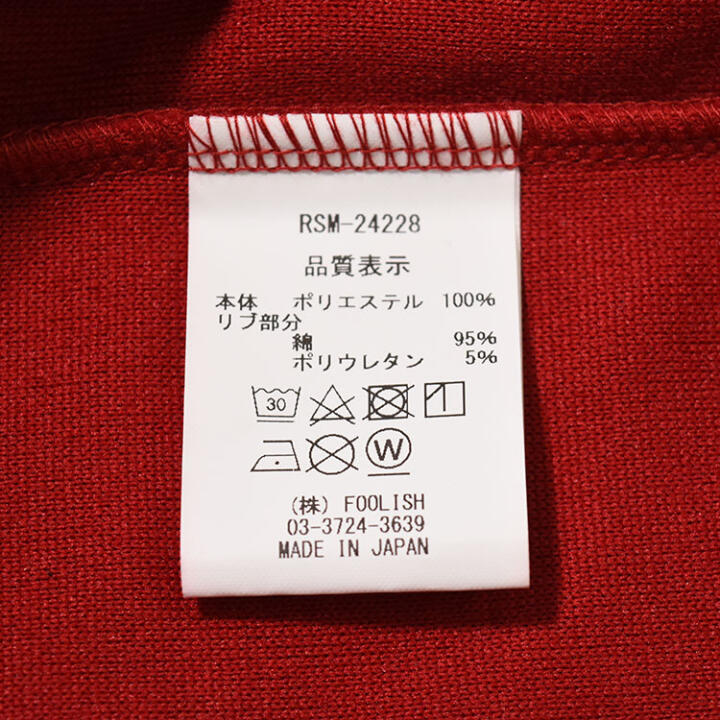 RSM-24228
品質表示
本体 ポリエステル 100%
リブ部分
綿 95%
ポリウレタン 5%
30
W
(株) FOOLISH
03-3724-3639
MADE IN JAPAN